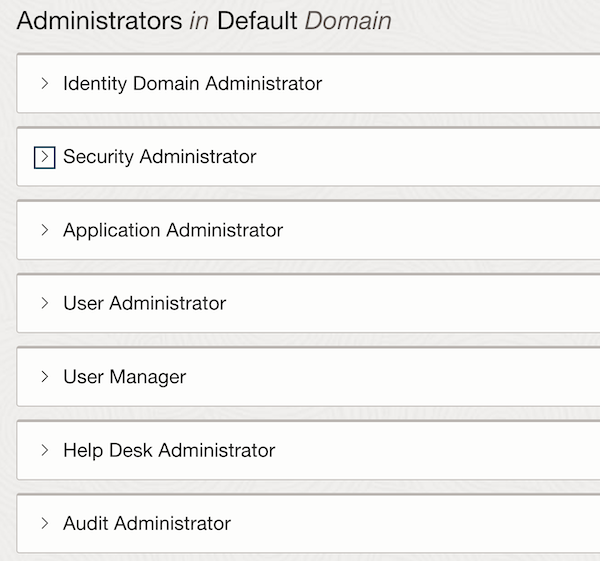 Administrators in Default Domain
Identity Domain Administrator
Security Administrator
Application Administrator
User Administrator
User Manager
Help Desk Administrator
Audit Administrator